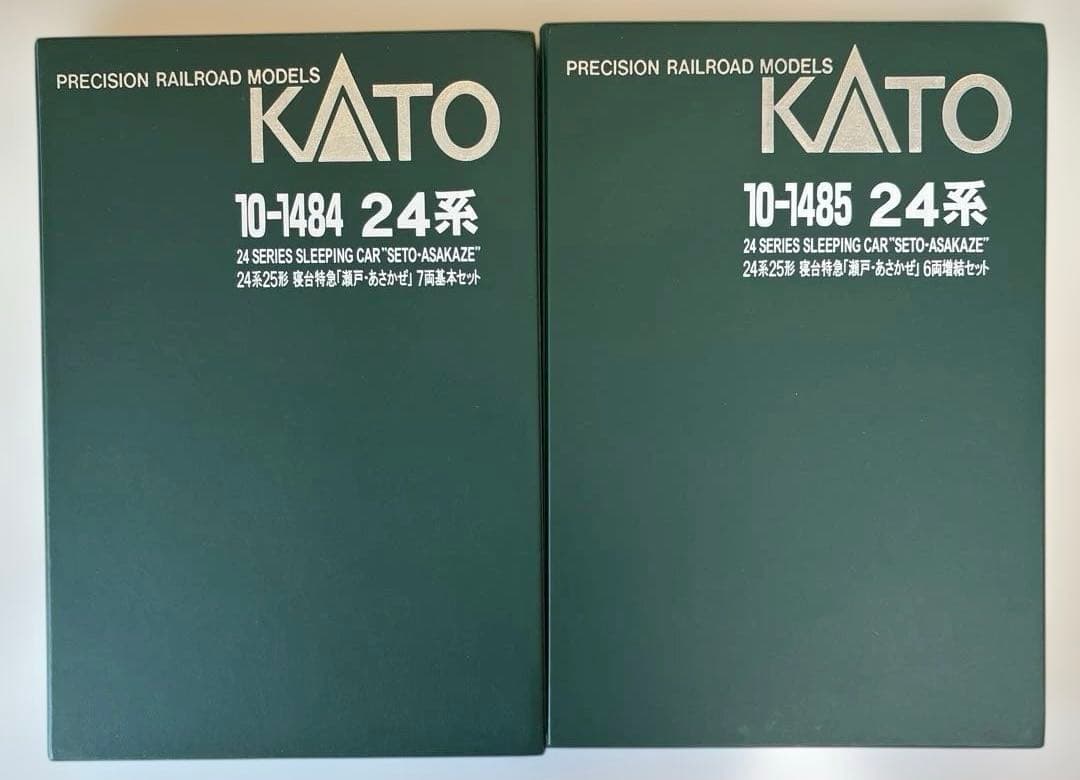 PRECISION RAILROAD MODELS
KATO
10-1484 24系
24 SERIES SLEEPING CAR"SETO-ASAKAZE"
24系25形 寝台特急「瀬戸・あさかぜ」 7両基本セット
PRECISION RAILROAD MODELS
KATO
10-1485 24系
24 SERIES SLEEPING CAR"SETO-ASAKAZE"
24系25形 寝台特急「瀬戸・あさかぜ」 6両増結セット